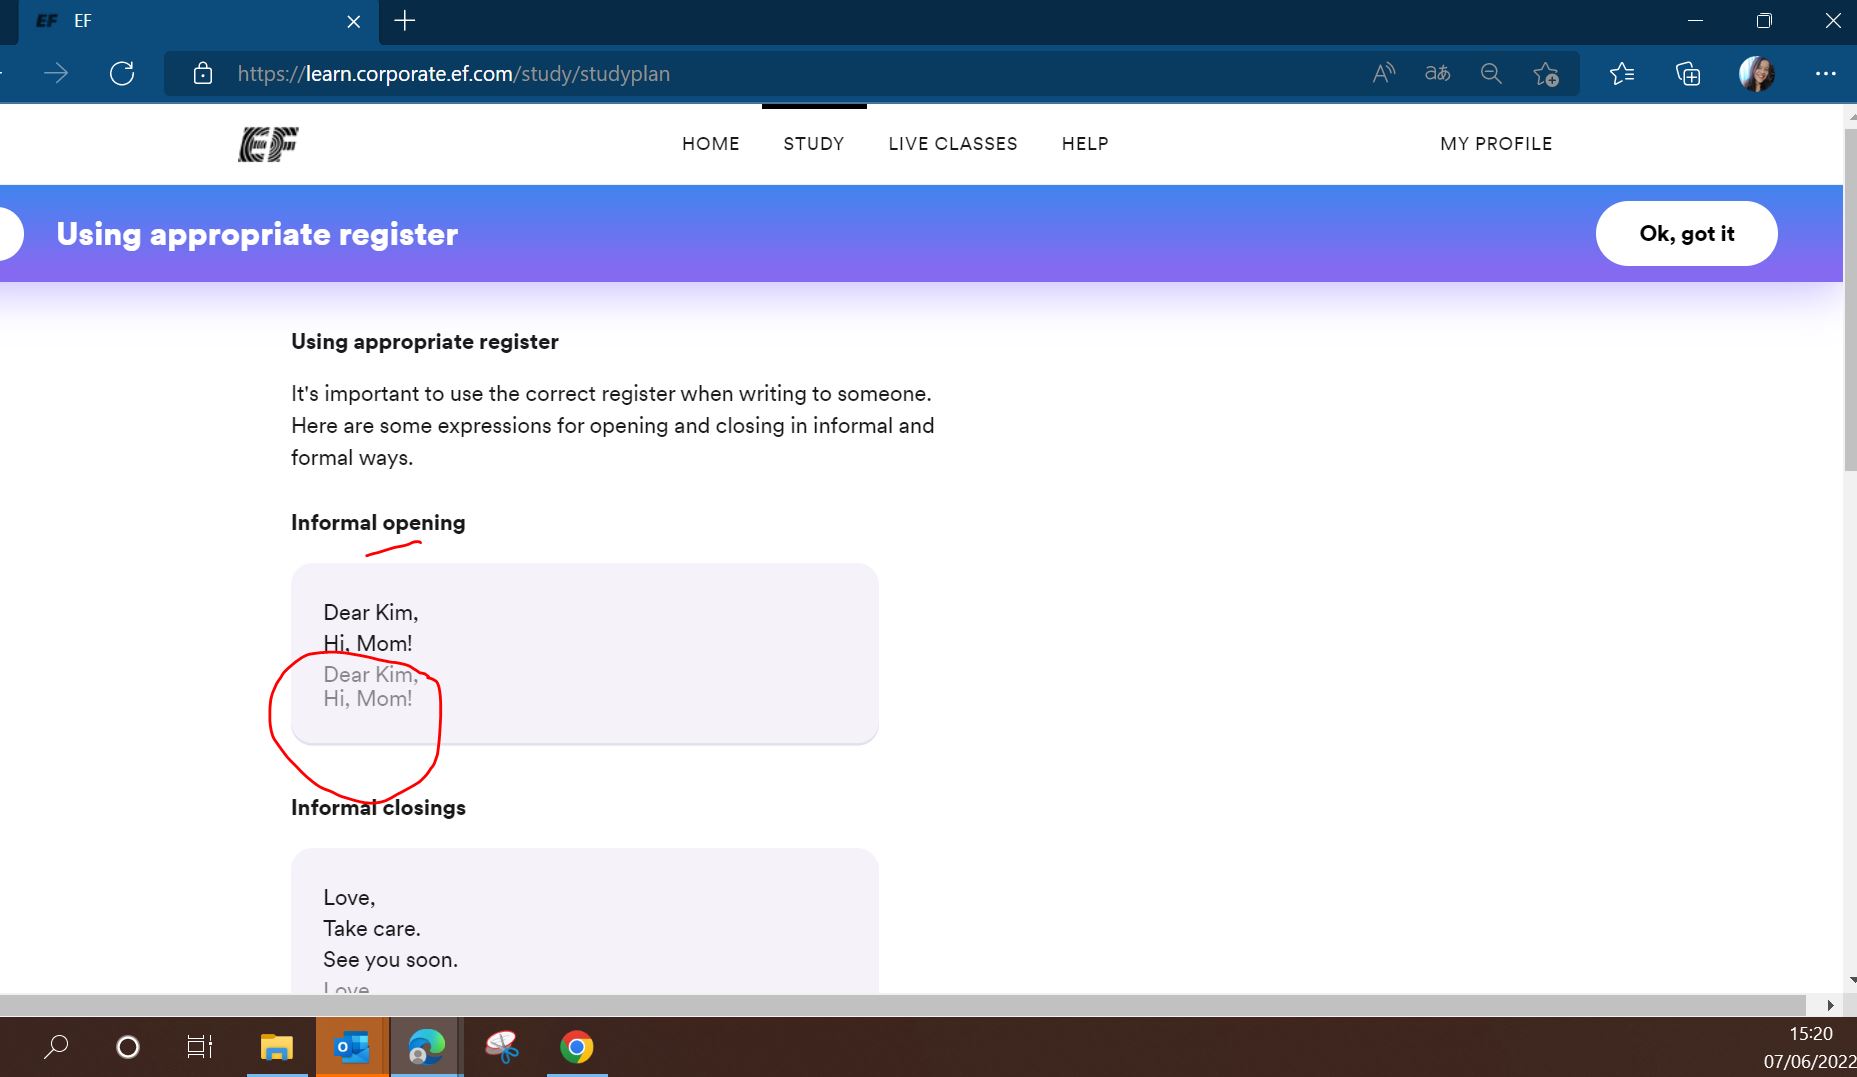 EF EF
https://learn.corporate.ef.com/study/studyplan
EF HOME STUDY LIVE CLASSES HELP MY PROFILE
Using appropriate register Ok, got it
Using appropriate register
It's important to use the correct register when writing to someone.
Here are some expressions for opening and closing in informal and
formal ways.
Informal opening
Dear Kim,
Hi, Mom!
Dear Kim,
Hi, Mom!
Informal closings
Love,
Take care.
See you soon.
Love
15:20
07/06/2022